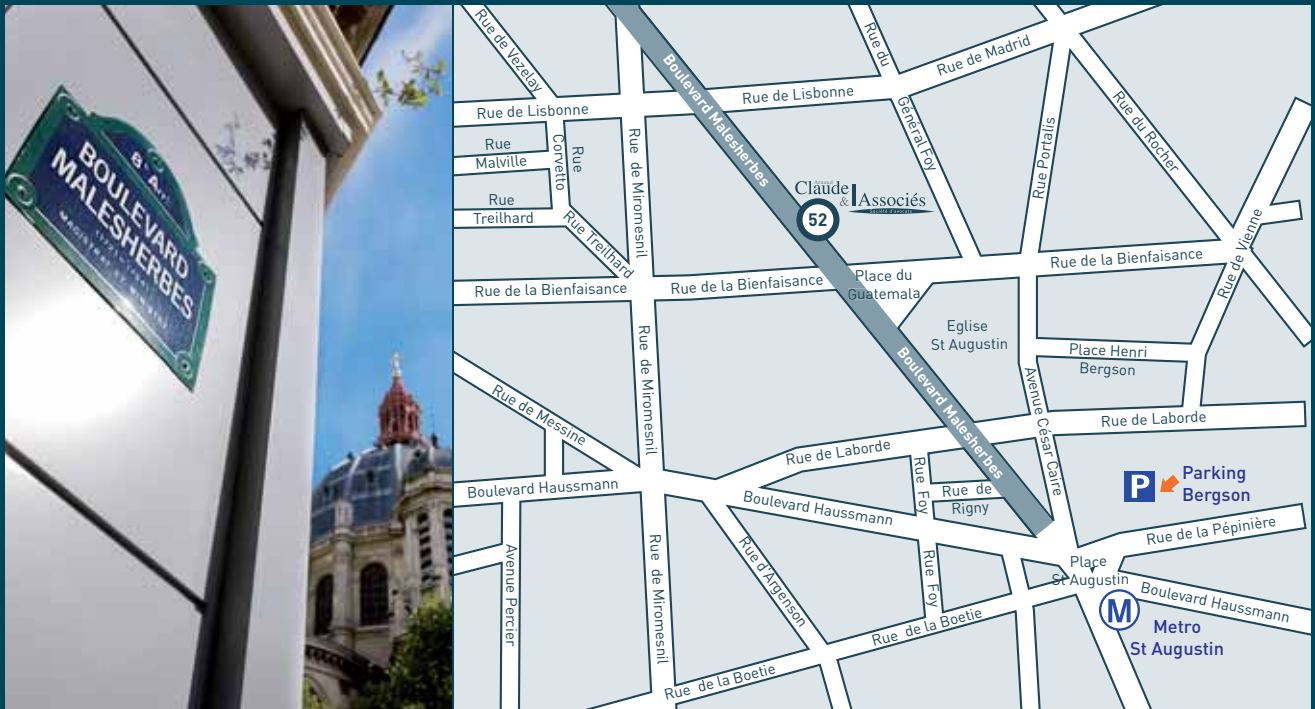 8e Arrt
BOULEVARD
MALESHERBES
Rue de Vezelay
Rue de Lisbonne
Rue
Malville
Rue
Corvetto
Rue
Treilhard
Rue Treilhard
Rue de la Bienfaisance
Rue de Miromesnil
Boulevard Malesherbes
Rue de Lisbonne
Rue du
Général Foy
Rue de Madrid
Rue Portalis
Rue du Rocher
Claude
& Associés
52
Rue de la Bienfaisance
Place du
Guatemala
Rue de la Bienfaisance
Rue de Vienne
Eglise
St Augustin
Place Henri
Bergson
Rue de Miromesnil
Boulevard Malesherbes
Avenue César Caire
Rue de Laborde
Rue de Messine
Rue de Laborde
Boulevard Haussmann
Boulevard Haussmann
Rue Foy
Rue de
Rigny
P
Parking
Bergson
Rue de la Pépinière
Avenue Percier
Rue de Miromesnil
Rue d'Argenson
Rue Foy
Place
St Augustin
Boulevard Haussmann
M
Metro
St Augustin
Rue de la Boetie
Rue de la Boetie